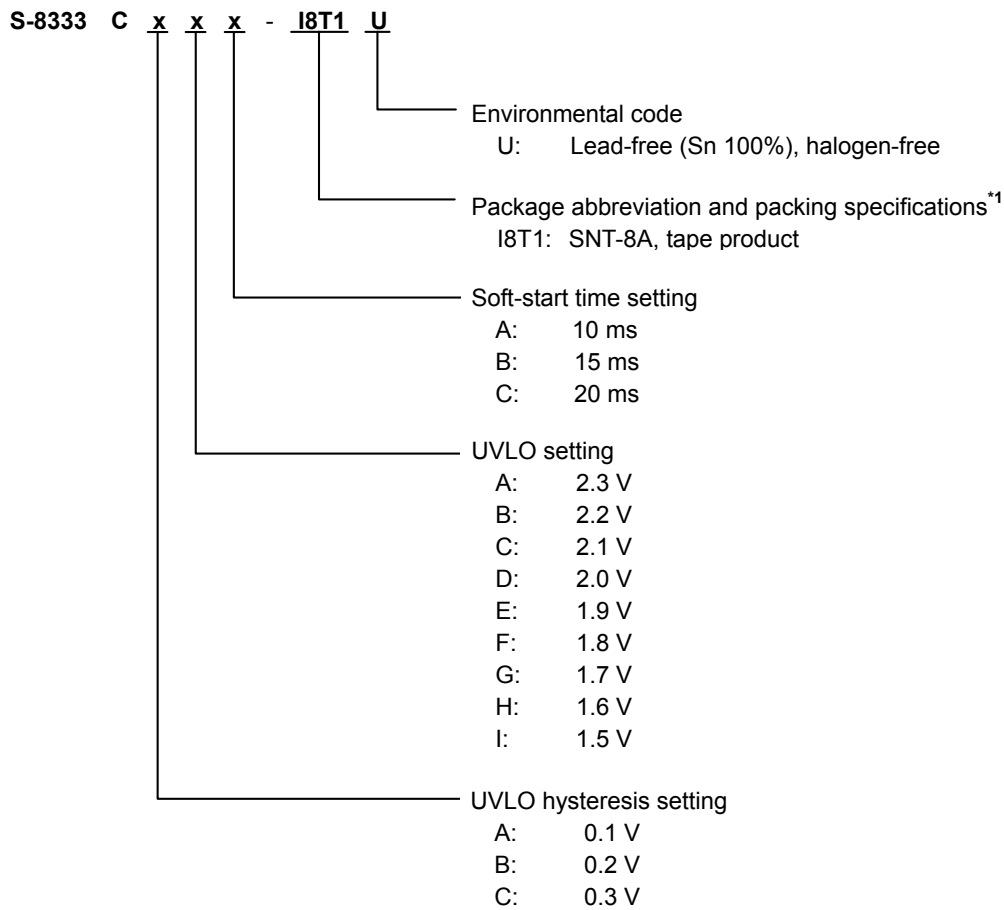 S-8333 C x x x - I8T1 U
Environmental code
U: Lead-free (Sn 100%), halogen-free
Package abbreviation and packing specifications*1
I8T1: SNT-8A, tape product
Soft-start time setting
A: 10 ms
B: 15 ms
C: 20 ms
UVLO setting
A: 2.3 V
B: 2.2 V
C: 2.1 V
D: 2.0 V
E: 1.9 V
F: 1.8 V
G: 1.7 V
H: 1.6 V
I: 1.5 V
UVLO hysteresis setting
A: 0.1 V
B: 0.2 V
C: 0.3 V